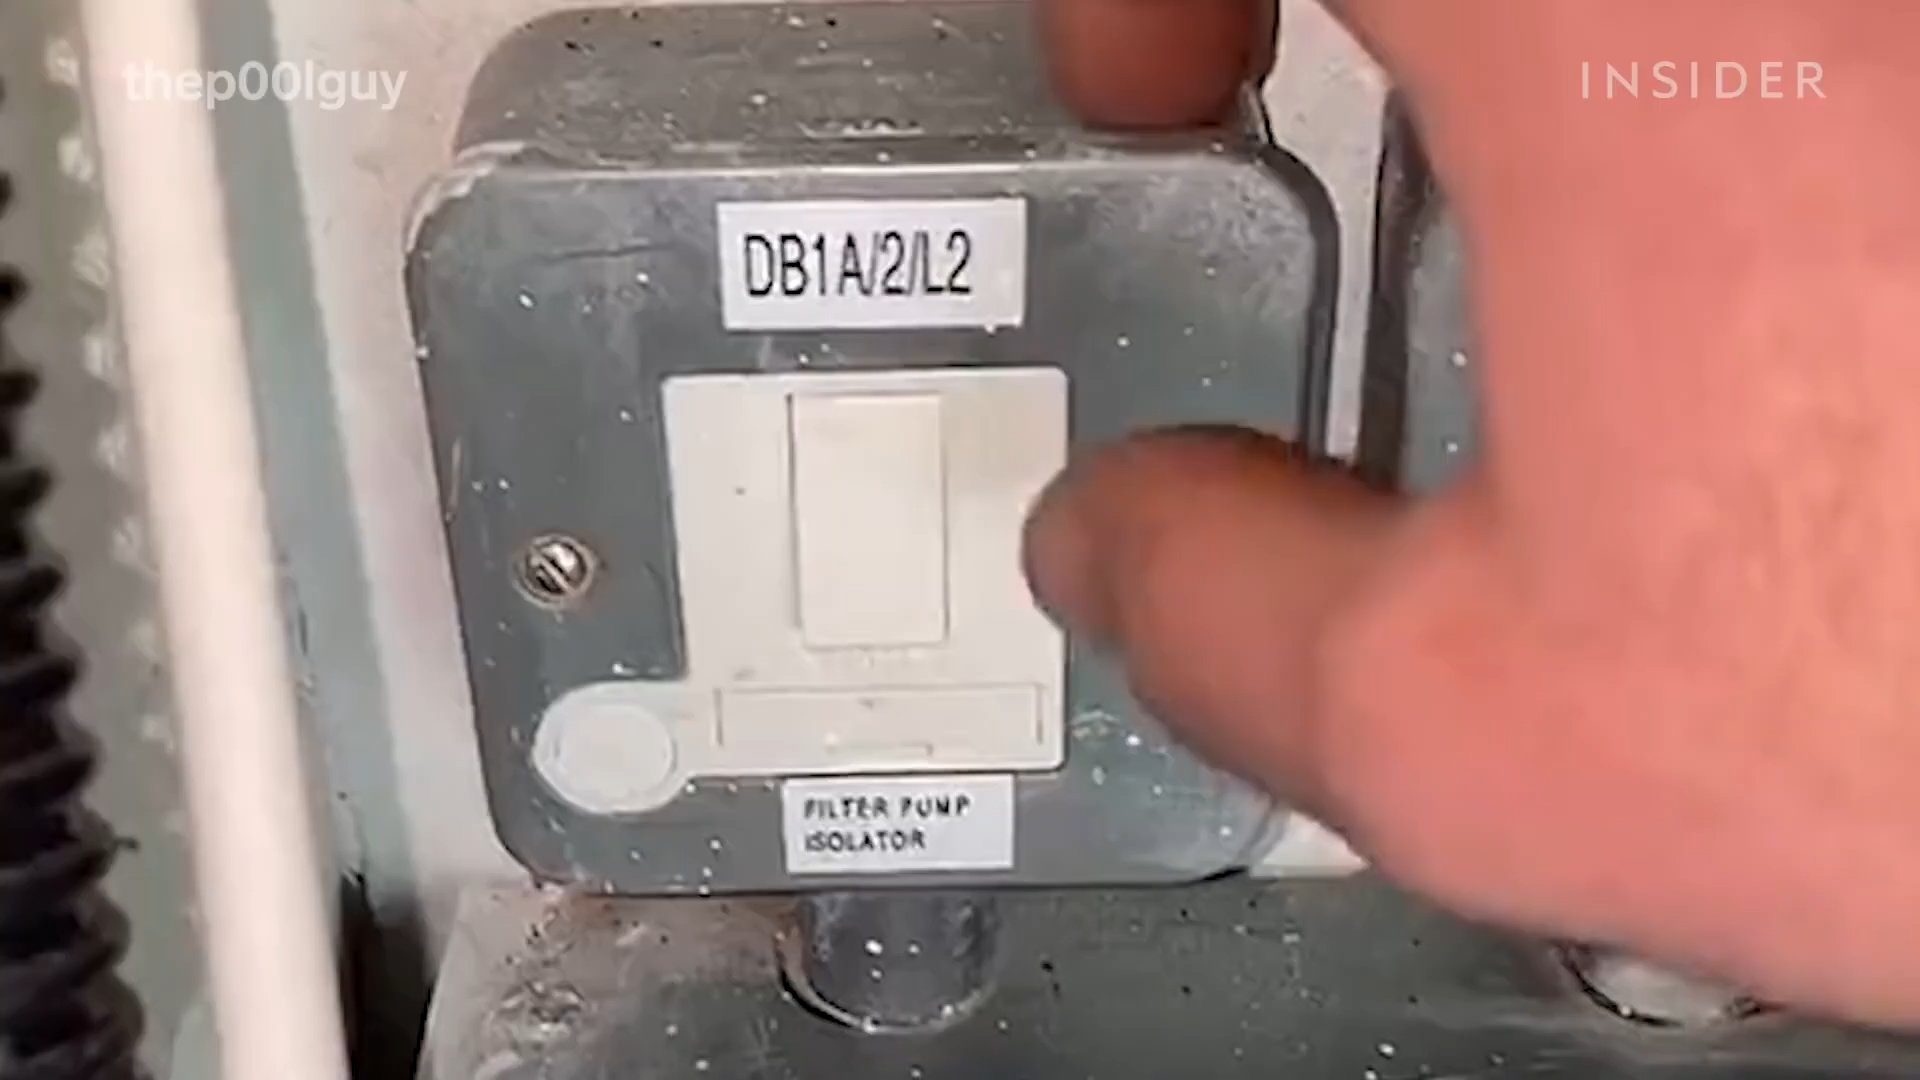 thep00lguy
INSIDER
DB1A/2/L2
FILTER PUMP
ISOLATOR